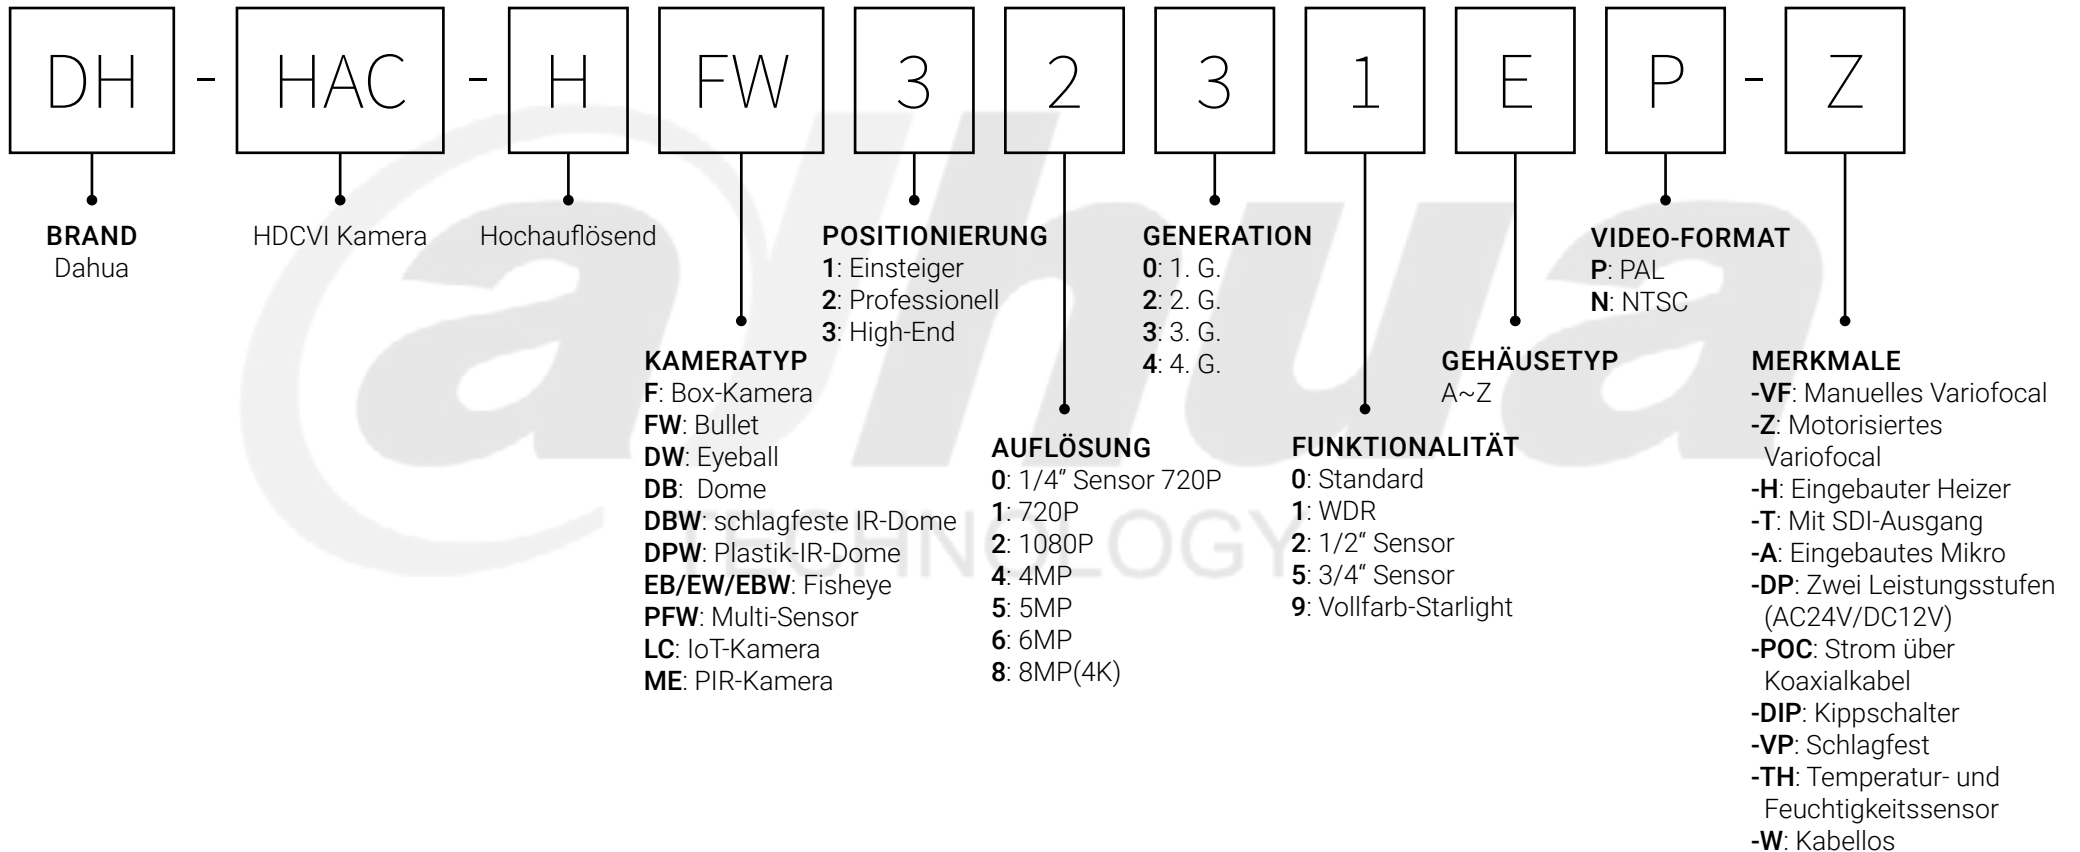 DH - HAC - H FW 3 2 3 1 E P - Z
BRAND
Dahua
HDCVI Kamera
Hochauflösend
KAMERATYP
F: Box-Kamera
FW: Bullet
DW: Eyeball
DB: Dome
DBW: schlagfeste IR-Dome
DPW: Plastik-IR-Dome
EB/EW/EBW: Fisheye
PFW: Multi-Sensor
LC: IoT-Kamera
ME: PIR-Kamera
POSITIONIERUNG
1: Einsteiger
2: Professionell
3: High-End
AUFLÖSUNG
0: 1/4” Sensor 720P
1: 720P
2: 1080P
4: 4MP
5: 5MP
6: 6MP
8: 8MP(4K)
GENERATION
0: 1. G.
2: 2. G.
3: 3. G.
4: 4. G.
FUNKTIONALITÄT
0: Standard
1: WDR
2: 1/2“ Sensor
5: 3/4“ Sensor
9: Vollfarb-Starlight
GEHÄUSETYP
A~Z
VIDEO-FORMAT
P: PAL
N: NTSC
MERKMALE
-VF: Manuelles Variofocal
-Z: Motorisiertes
Variofocal
-H: Eingebauter Heizer
-T: Mit SDI-Ausgang
-A: Eingebautes Mikro
-DP: Zwei Leistungsstufen
(AC24V/DC12V)
-POC: Strom über
Koaxialkabel
-DIP: Kippschalter
-VP: Schlagfest
-TH: Temperatur- und
Feuchtigkeitssensor
-W: Kabellos
alhua
TECHNOLOGY